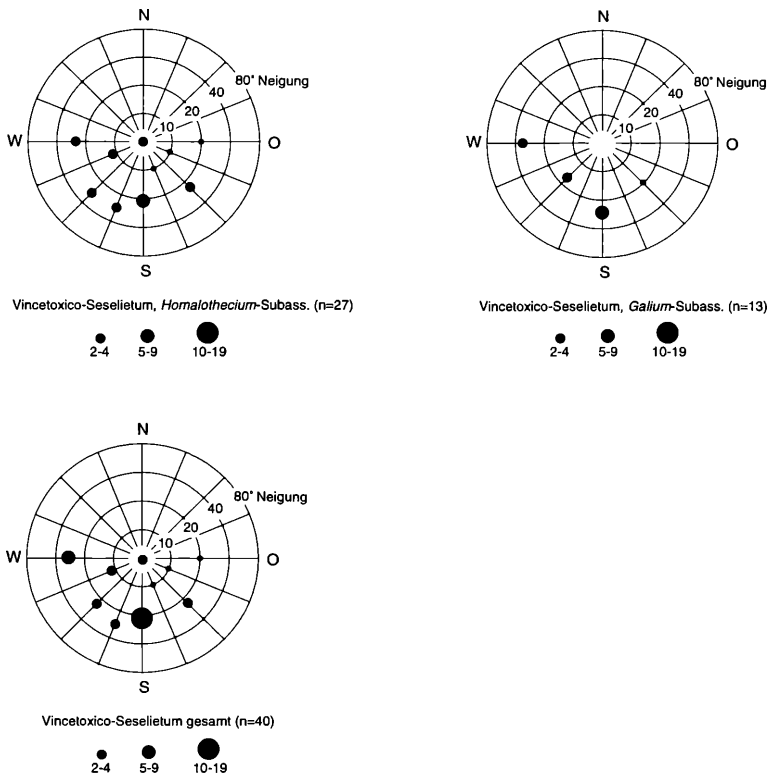 N
80° Neigung
40
20
10
W
O
S
Vincetoxico-Seselietum, Homalothecium-Subass. (n=27)
2-4 5-9 10-19
N
80° Neigung
40
20
10
W
O
S
Vincetoxico-Seselietum, Galium-Subass. (n=13)
2-4 5-9 10-19
N
80° Neigung
40
20
10
W
O
S
Vincetoxico-Seselietum gesamt (n=40)
2-4 5-9 10-19